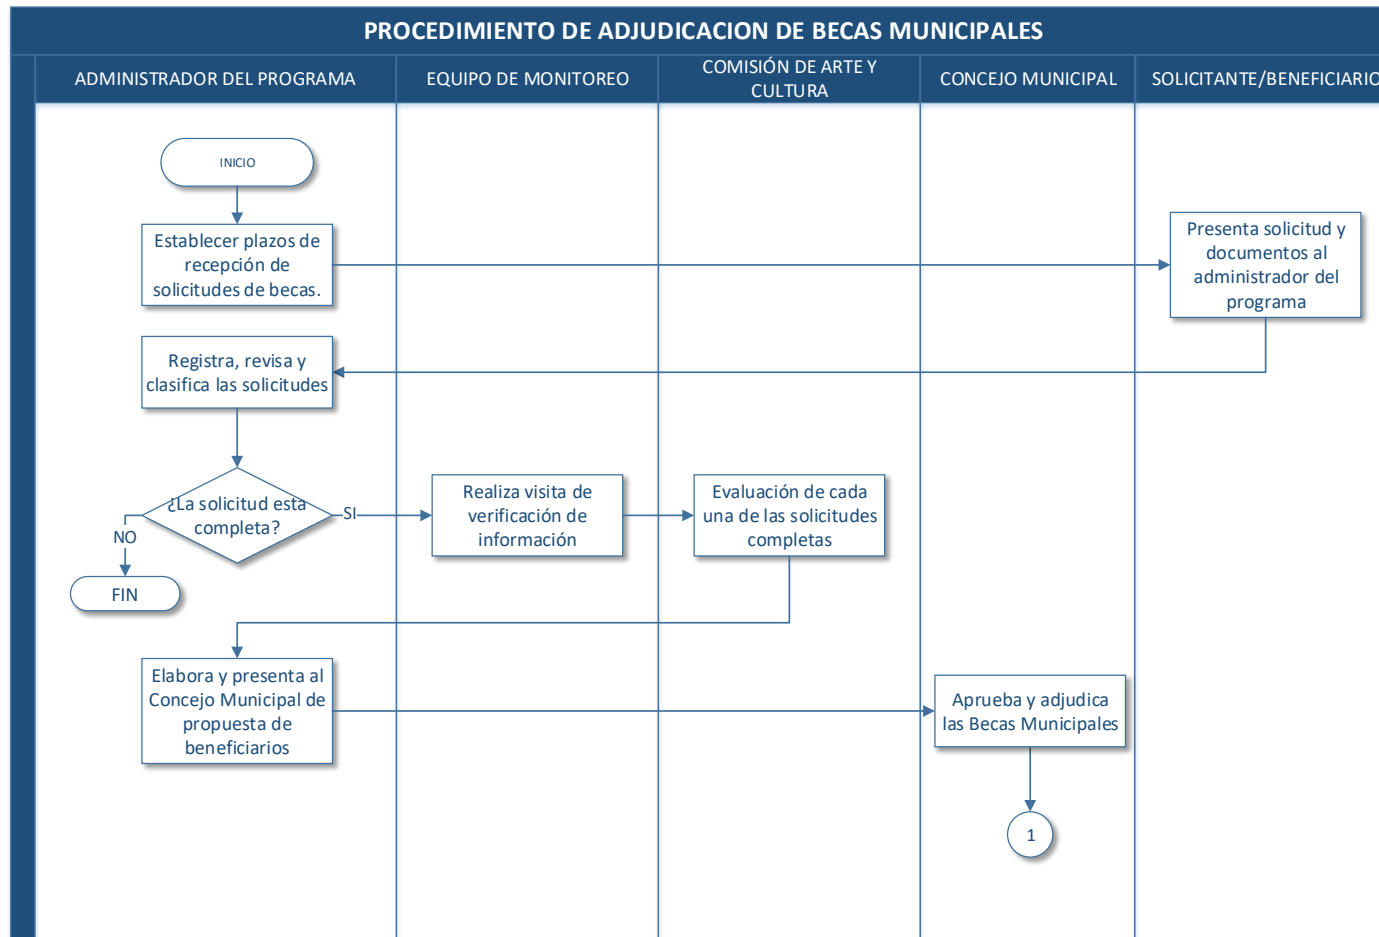 PROCEDIMIENTO DE ADJUDICACION DE BECAS MUNICIPALES
ADMINISTRADOR DEL PROGRAMA
EQUIPO DE MONITOREO
COMISIÓN DE ARTE Y
CULTURA
CONCEJO MUNICIPAL
SOLICITANTE/BENEFICIARIO
INICIO
Establecer plazos de
recepción de
solicitudes de becas.
Presenta solicitud y
documentos al
administrador del
programa
Registra, revisa y
clasifica las solicitudes
¿La solicitud esta
completa?
SI
NO
FIN
Realiza visita de
verificación de
información
Evaluación de cada
una de las solicitudes
completas
Elabora y presenta al
Concejo Municipal de
propuesta de
beneficiarios
Aprueba y adjudica
las Becas Municipales
1